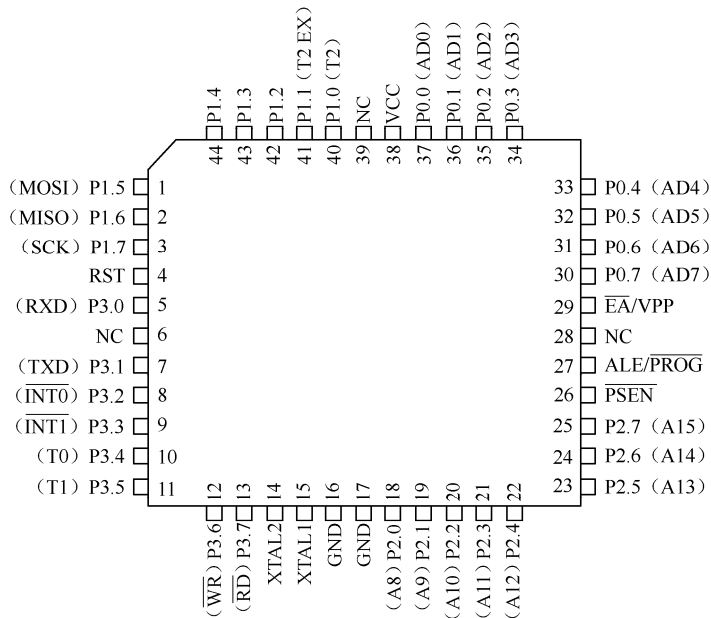 P1.4
P1.3
P1.2
P1.1（T2 EX）
P1.0（T2）
NC
VCC
P0.0（AD0）
P0.1（AD1）
P0.2（AD2）
P0.3（AD3）
44
43
42
41
40
39
38
37
36
35
34
（MOSI）P1.5 1
（MISO）P1.6 2
（SCK）P1.7 3
RST 4
（RXD）P3.0 5
NC 6
（TXD）P3.1 7
（INT0）P3.2 8
（INT1）P3.3 9
（T0）P3.4 10
（T1）P3.5 11
33 P0.4（AD4）
32 P0.5（AD5）
31 P0.6（AD6）
30 P0.7（AD7）
29 EA/VPP
28 NC
27 ALE/PROG
26 PSEN
25 P2.7（A15）
24 P2.6（A14）
23 P2.5（A13）
12
13
14
15
16
17
18
19
20
21
22
（WR）P3.6
（RD）P3.7
XTAL2
XTAL1
GND
GND
（A8）P2.0
（A9）P2.1
（A10）P2.2
（A11）P2.3
（A12）P2.4